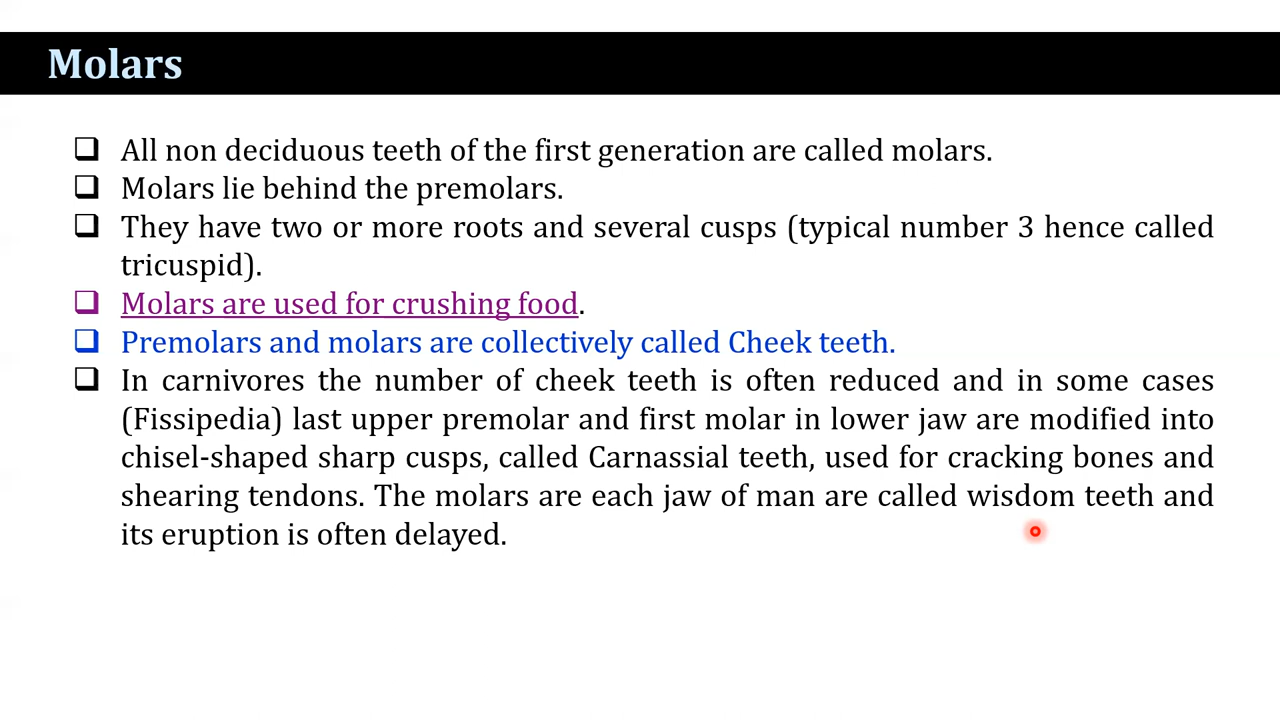 Molars
All non deciduous teeth of the first generation are called molars.
Molars lie behind the premolars.
They have two or more roots and several cusps (typical number 3 hence called
tricuspid).
Molars are used for crushing food.
Premolars and molars are collectively called Cheek teeth.
In carnivores the number of cheek teeth is often reduced and in some cases
(Fissipedia) last upper premolar and first molar in lower jaw are modified into
chisel-shaped sharp cusps, called Carnassial teeth, used for cracking bones and
shearing tendons. The molars are each jaw of man are called wisdom teeth and
its eruption is often delayed.